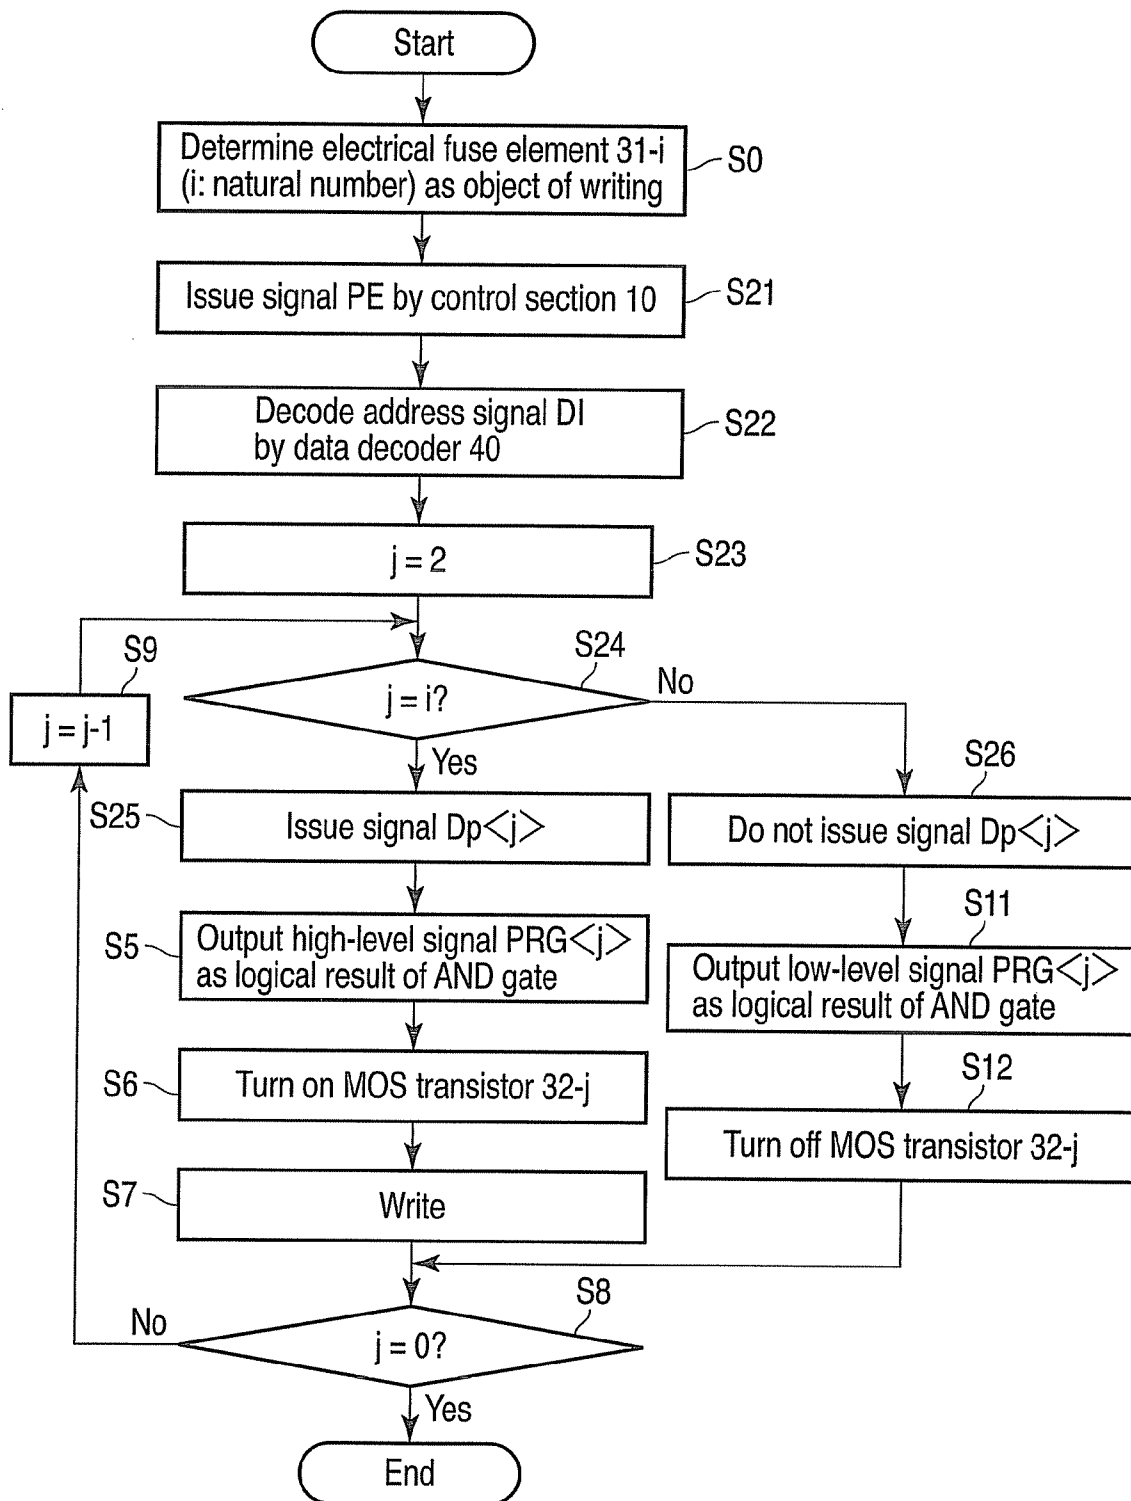 Start
Determine electrical fuse element 31-i
(i: natural number) as object of writing
S0
Issue signal PE by control section 10
S21
Decode address signal DI
by data decoder 40
S22
j = 2
S23
S9
j = j-1
S24
j = i?
No
Yes
S25
Issue signal Dp<j>
S26
Do not issue signal Dp<j>
S5
Output high-level signal PRG<j>
as logical result of AND gate
S11
Output low-level signal PRG<j>
as logical result of AND gate
S6
Turn on MOS transistor 32-j
S12
Turn off MOS transistor 32-j
S7
Write
S8
j = 0?
No
Yes
End